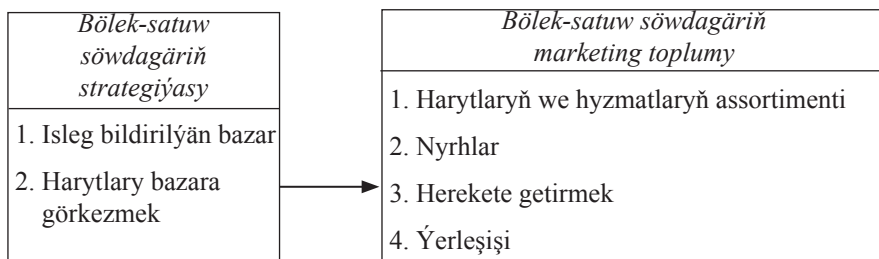 Bölek-satuw
söwdagäriň
strategiýasy
1. Isleg bildirilýän bazar
2. Harytlary bazara
görkezmek
Bölek-satuw söwdagäriň
marketing toplumy
1. Harytlaryň we hyzmatlaryň assortimenti
2. Nyrhlar
3. Herekete getirmek
4. Ýerleşişi